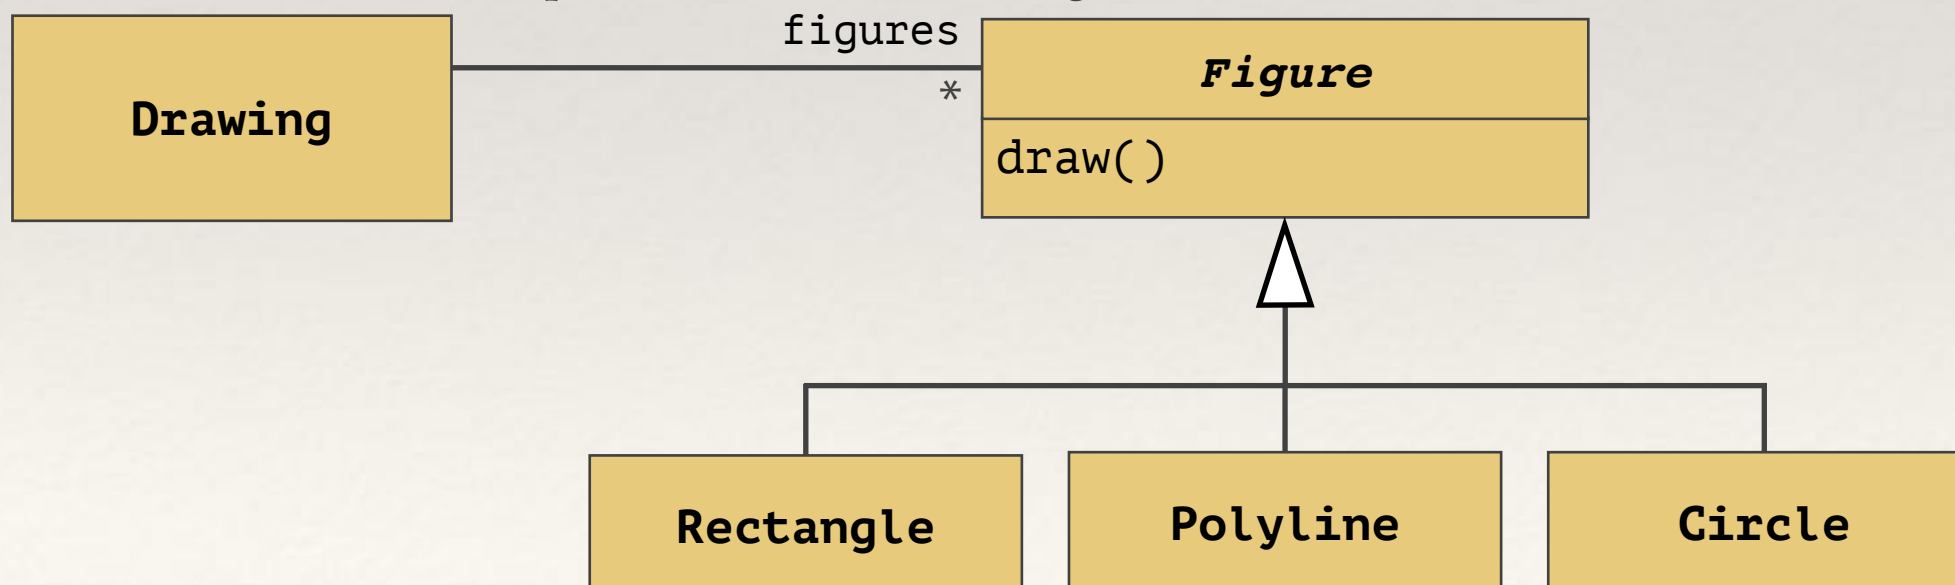 figures
Figure
*
Drawing
draw()
Rectangle
Polyline
Circle